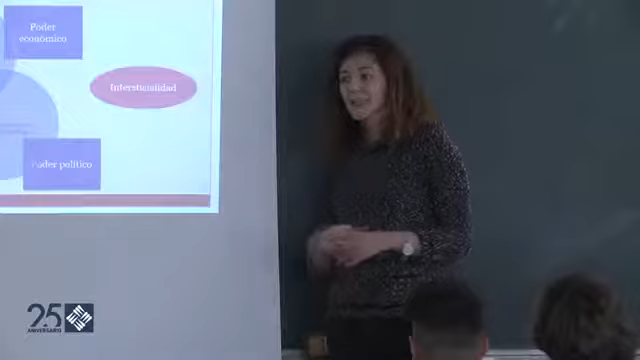 Poder
económico
Intersticialidad
Poder político
25
ANIVERSARIO